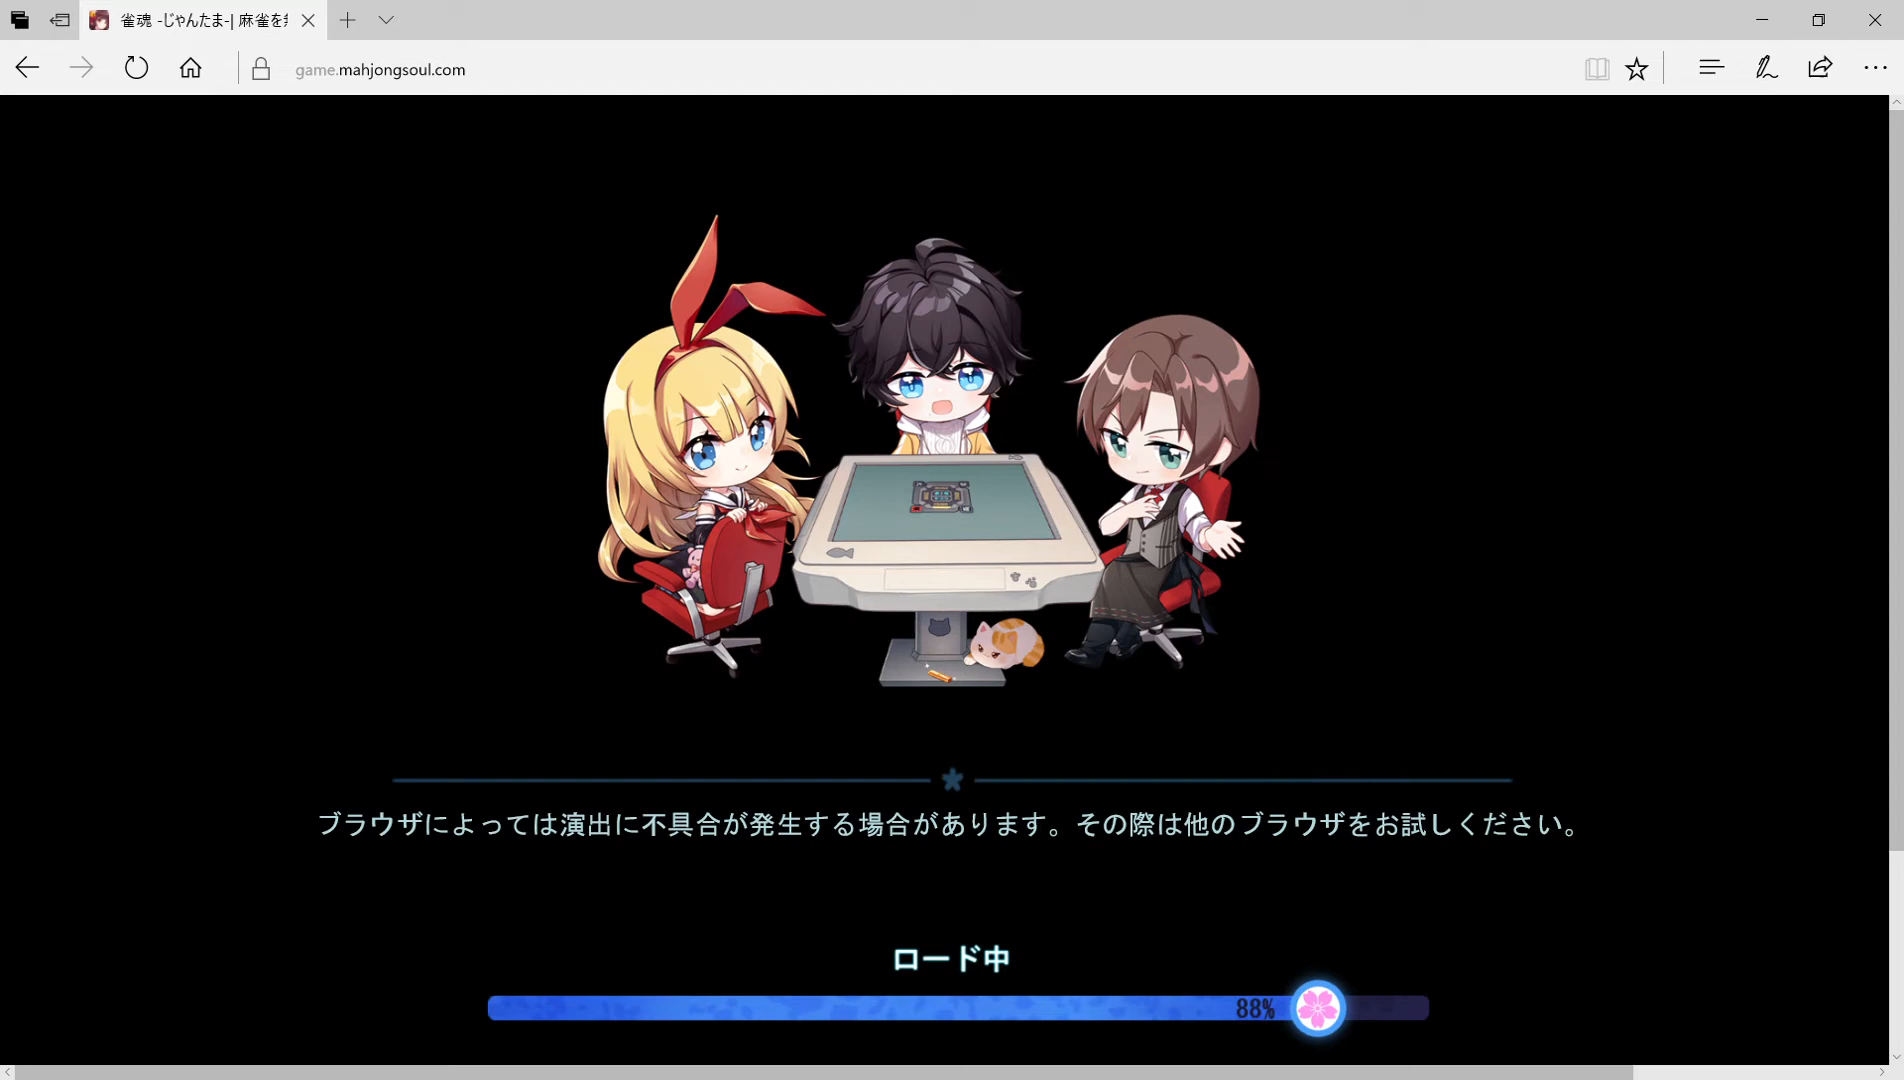 雀魂 -じゃんたま-| 麻雀を
game.mahjongsoul.com
ブラウザによっては演出に不具合が発生する場合があります。その際は他のブラウザをお試しください。
ロード中
88%